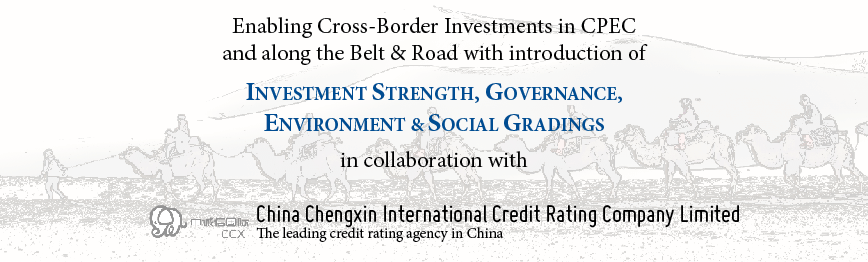 Enabling Cross-Border Investments in CPEC
and along the Belt & Road with introduction of
INVESTMENT STRENGTH, GOVERNANCE,
ENVIRONMENT & SOCIAL GRADINGS
in collaboration with
China Chengxin International Credit Rating Company Limited
CCX
The leading credit rating agency in China